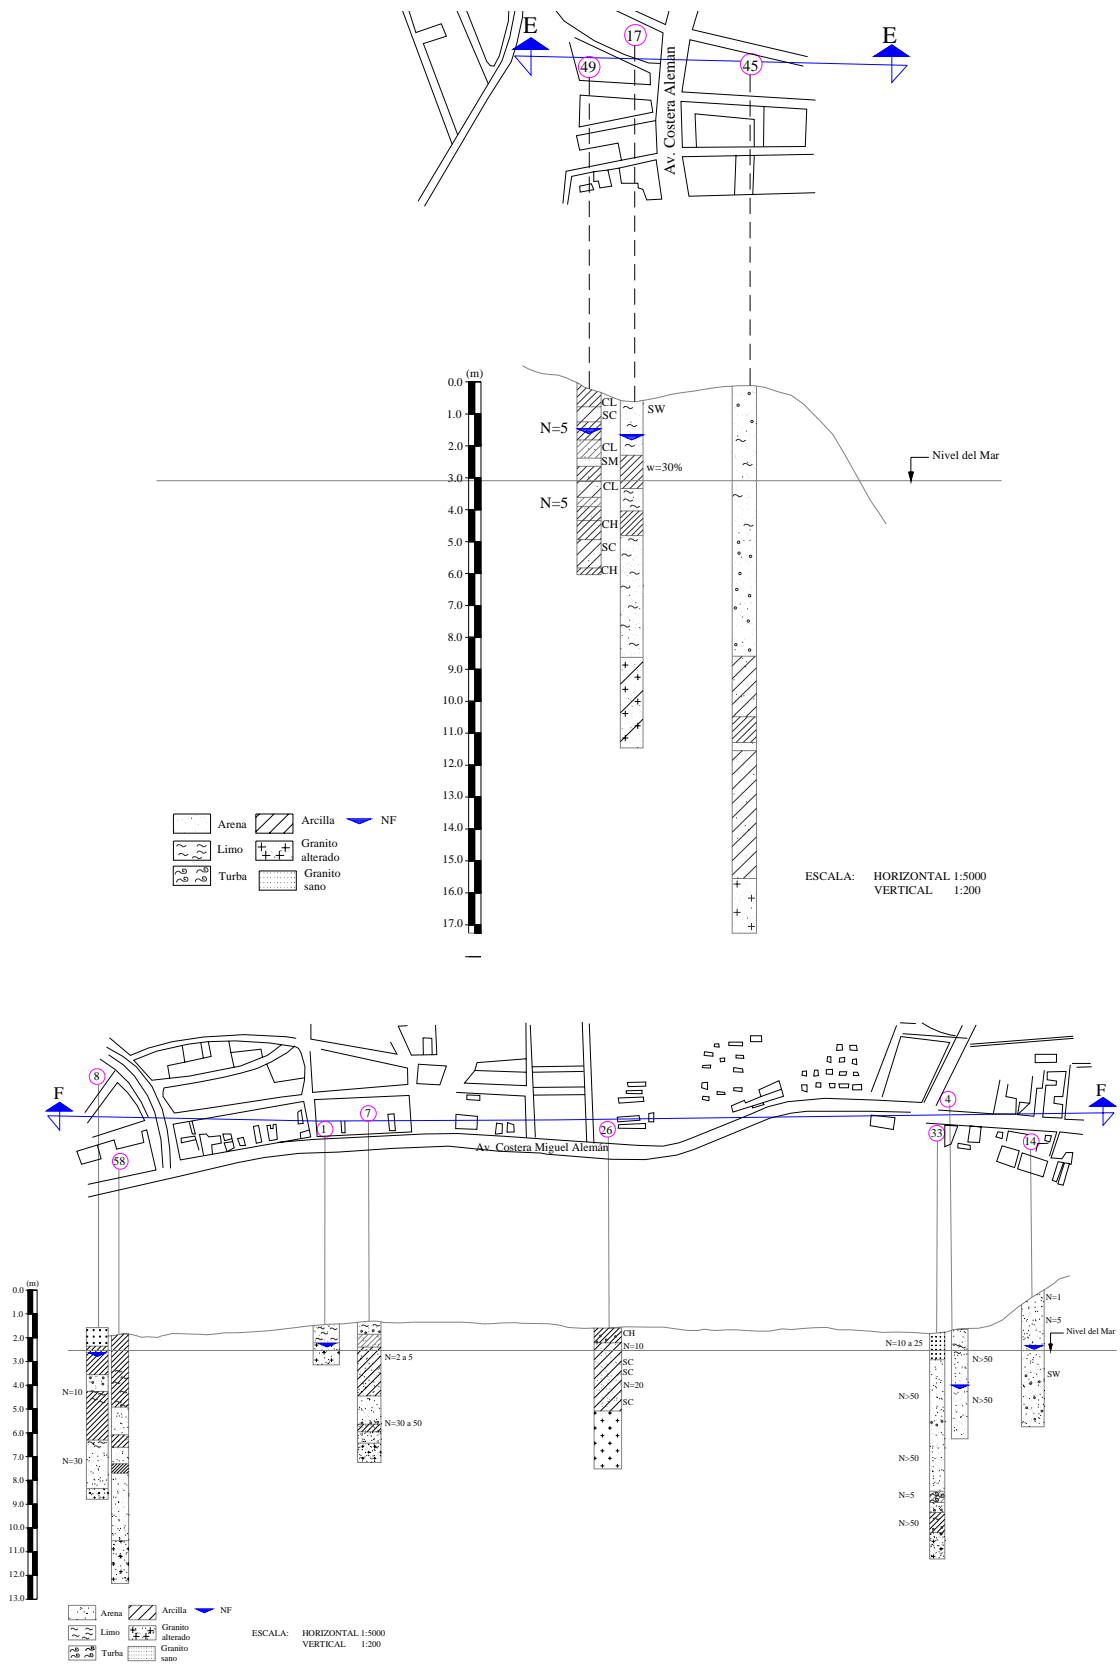 E
17
E
49
45
Av. Costera Aleman
(m)
0.0
1.0
2.0
3.0
4.0
5.0
6.0
7.0
8.0
9.0
10.0
11.0
12.0
13.0
14.0
15.0
16.0
17.0
CL
SC
SW
N=5
CL
SM
w=30%
CL
N=5
CH
SC
CH
Nivel del Mar
Arena
Arcilla
NF
Limo
Granito
alterado
Turba
Granito
sano
ESCALA: HORIZONTAL 1:5000
VERTICAL 1:200
F
8
58
1
7
26
Av. Costera Miguel Alemán
4
33
14
F
(m)
0.0
1.0
2.0
3.0
4.0
5.0
6.0
7.0
8.0
9.0
10.0
11.0
12.0
13.0
N=10
N=30
N=2 a 5
N=30 a 50
CH
N=10
SC
SC
N=20
SC
N=10 a 25
N>50
N>50
N=5
N>50
N>50
N>50
N=1
N=5
Nivel del Mar
SW
Arena
Arcilla
NF
Limo
Granito
alterado
Turba
Granito
sano
ESCALA: HORIZONTAL 1:5000
VERTICAL 1:200